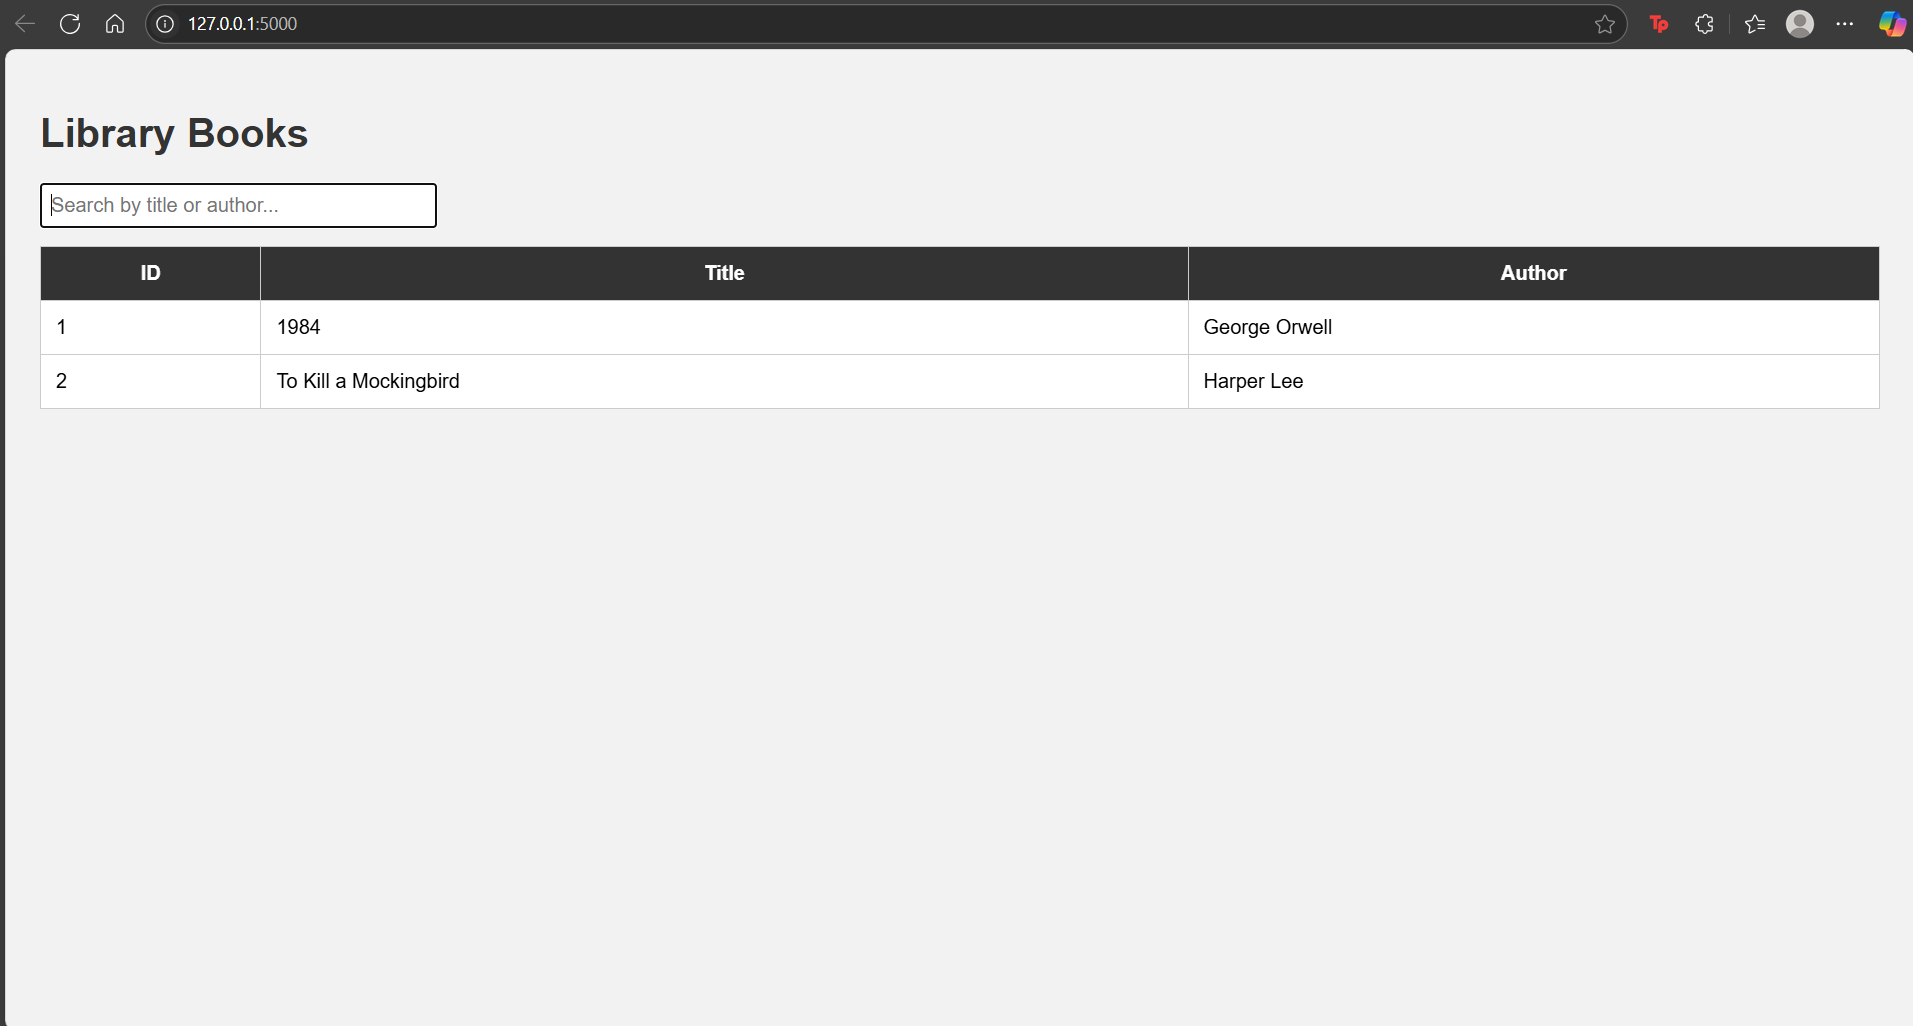 127.0.0.1:5000
Tp
Library Books
Search by title or author...
ID Title Author
1 1984 George Orwell
2 To Kill a Mockingbird Harper Lee